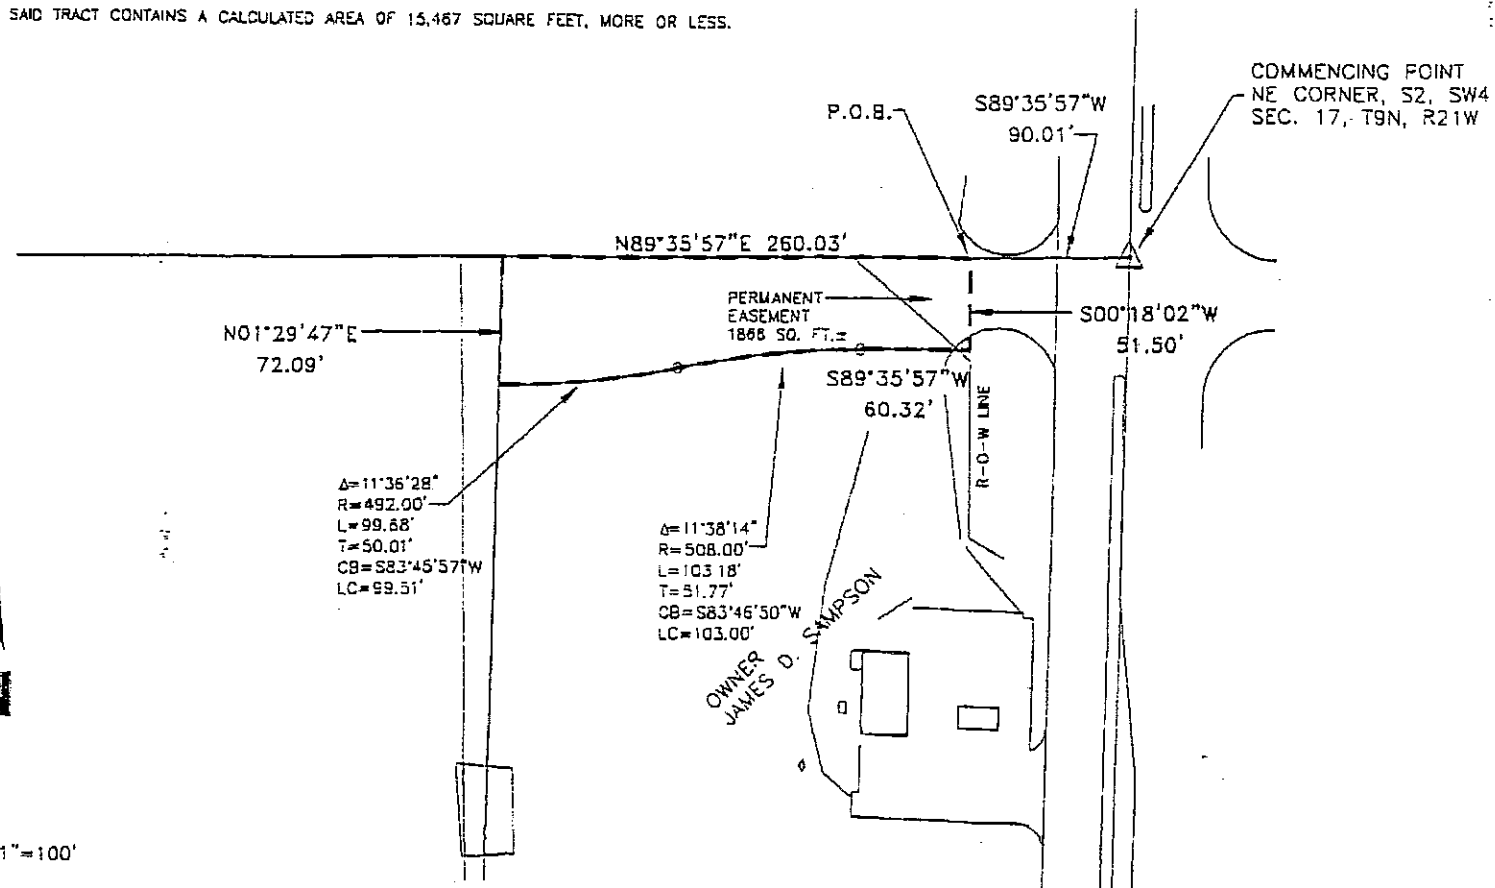 SAID TRACT CONTAINS A CALCULATED AREA OF 15,467 SQUARE FEET, MORE OR LESS.
COMMENCING POINT
NE CORNER, S2, SW4
SEC. 17, T9N, R21W
P.O.B.
S89°35'57"W
90.01'
N89°35'57"E 260.03'
PERMANENT
EASEMENT
1868 SQ. FT.±
N01°29'47"E
72.09'
S00°18'02"W
51.50'
S89°35'57"W
60.32'
R-O-W LINE
Δ=11°36'28"
R=492.00'
L=99.68'
T=50.01'
CB=S83°45'57"W
LC=99.51'
Δ=11°38'14"
R=508.00'
L=103.18'
T=51.77'
CB=S83°46'50"W
LC=103.00'
OWNER
JAMES D. SAMPSON
1"=100'